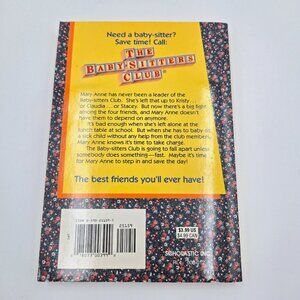 Need a baby-sitter?
Save time! Call:
THE
BABY-SITTERS
CLUB
Mary Anne has never been a leader of the
Baby-sitters Club. She's left that up to Kristy . . .
or Claudia . . . or Stacey. But now there's a big fight
among the four friends, and Mary Anne doesn't
have them to depend on anymore.
It's bad enough when she's left alone at the
lunch table at school. But when she has to baby-sit
a sick child without any help from the club members,
Mary Anne knows it's time to take charge.
The Baby-sitters Club is going to fall apart unless
somebody does something—fast. Maybe it's time
for Mary Anne to step in and save the day!
The best friends you'll ever have!
$3.99 US
$4.99 CAN
SCHOLASTIC INC.